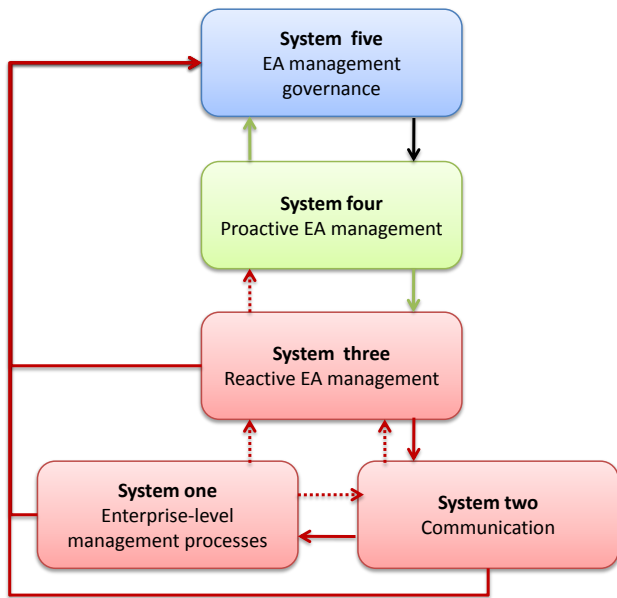 System five
EA management
governance
System four
Proactive EA management
System three
Reactive EA management
System one
Enterprise-level
management processes
System two
Communication